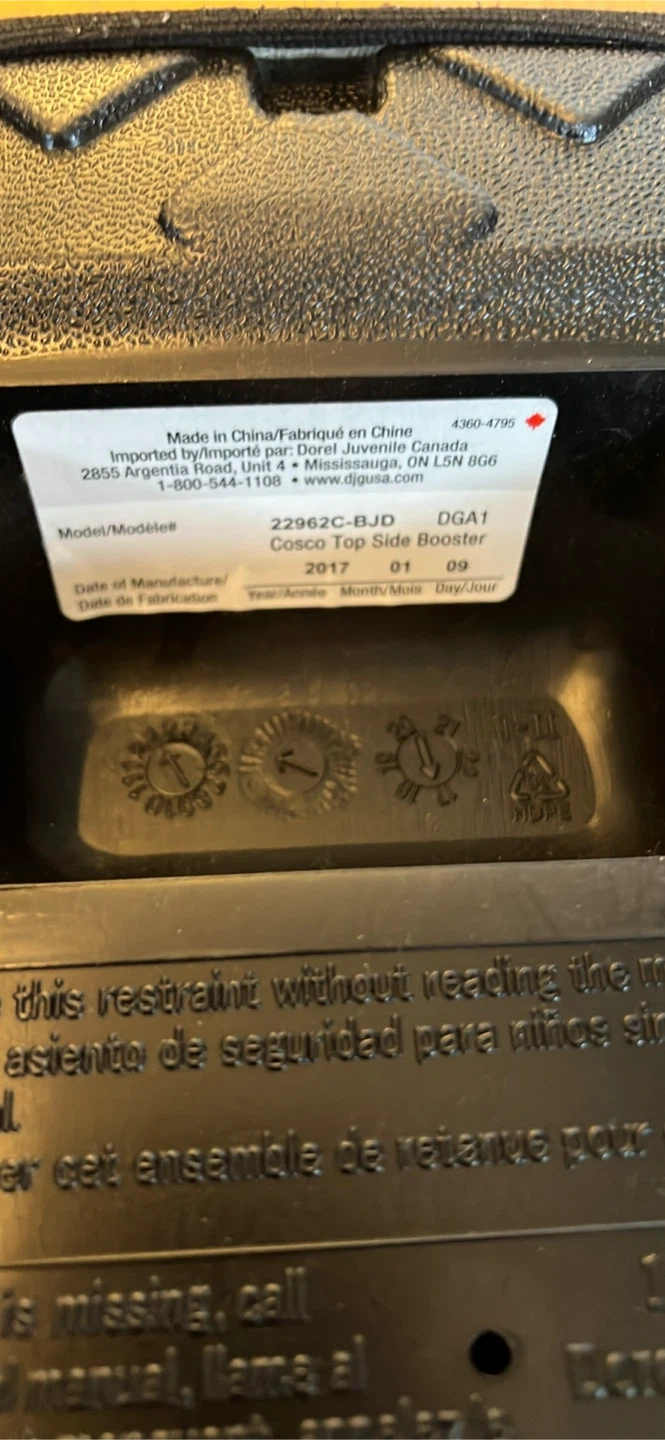 4360-4795
Made in China/Fabriqué en Chine
Imported by/Importé par: Dorel Juvenile Canada
2855 Argentia Road, Unit 4 • Mississauga, ON L5N 8G6
1-800-544-1108 • www.djgusa.com
Model/Modèle# 22962C-BJD DGA1
Cosco Top Side Booster
2017 01 09
Date of Manufacture/ Year/Année Month/Mois Day/Jour
Date de Fabrication
HDPE
this restraint without reading the
asiento de seguridad para niños
cet ensemble de retenue pour
is missing, call
manual, llame al